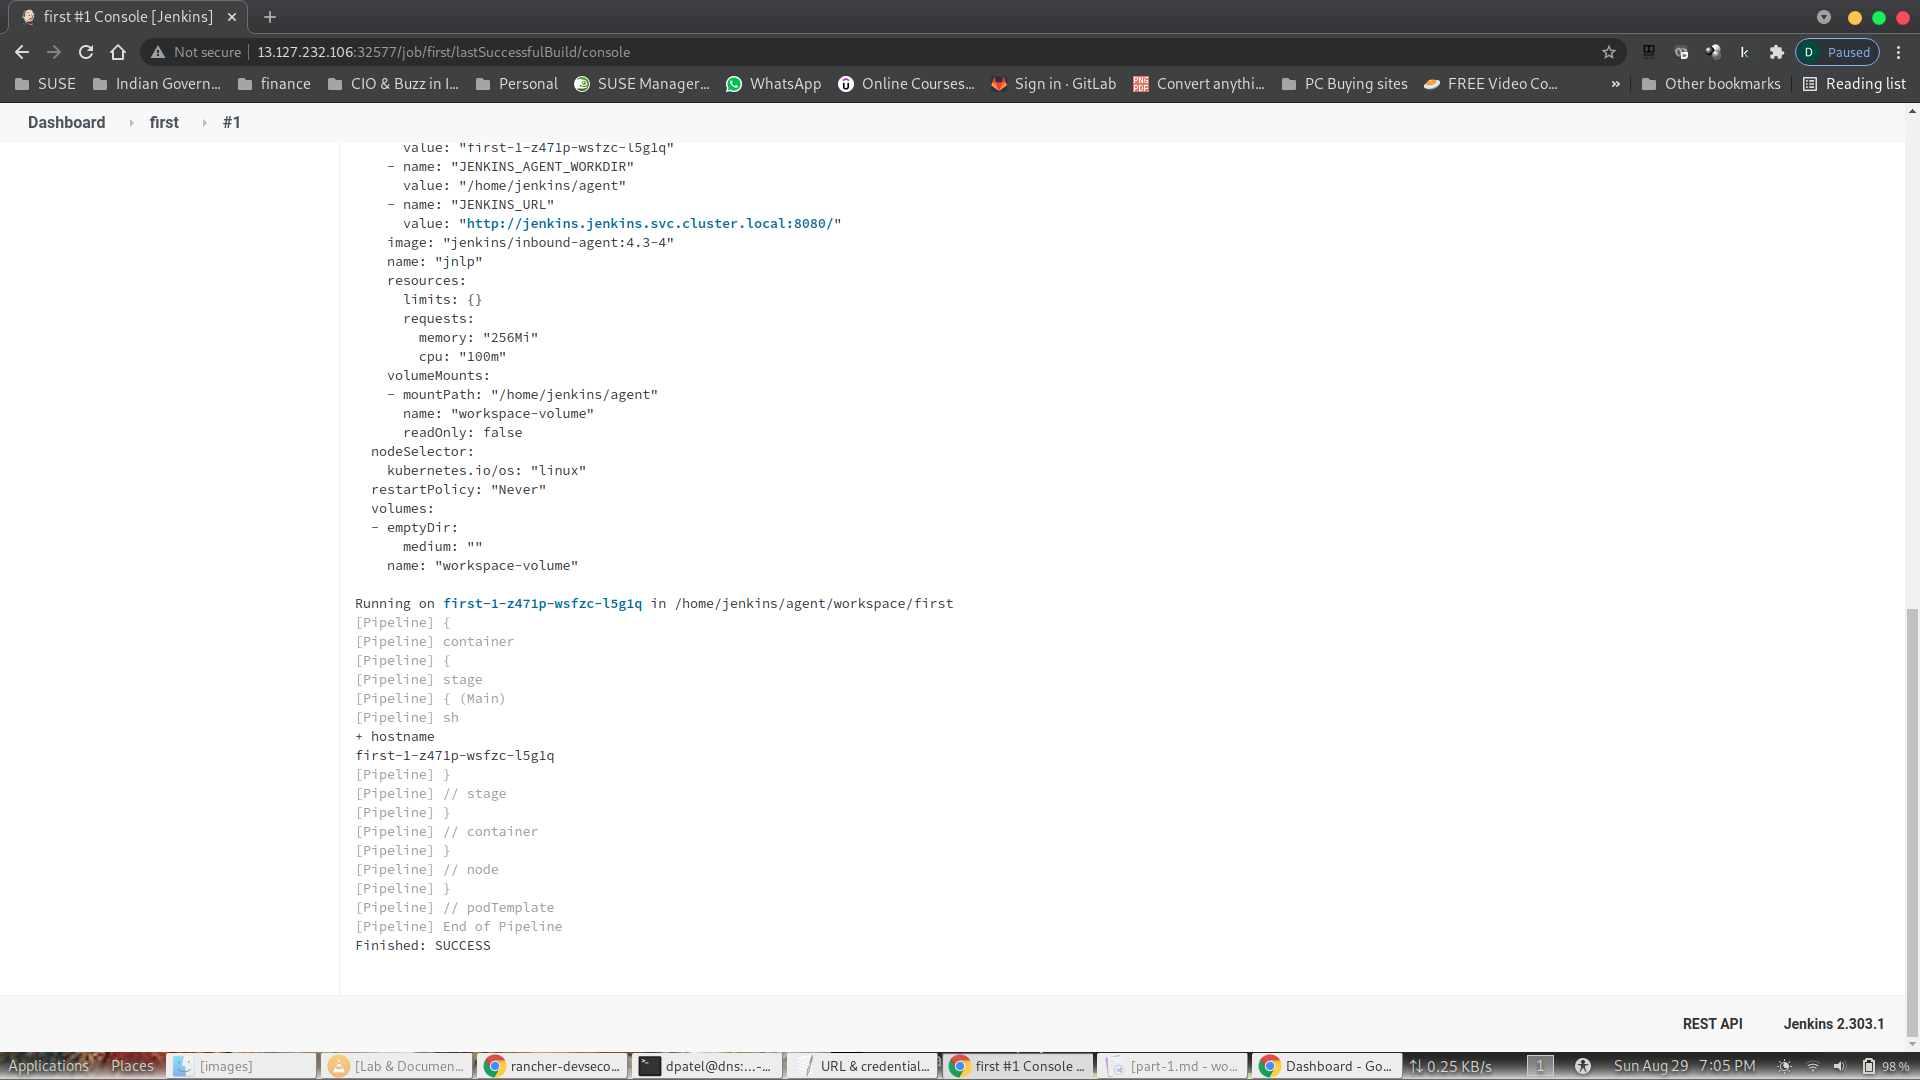 first #1 Console [Jenkins]
Not secure
13.127.232.106:32577/job/first/lastSuccessfulBuild/console
D Paused
SUSE
Indian Govern...
finance
CIO & Buzz in I...
Personal
SUSE Manager...
WhatsApp
Online Courses...
Sign in · GitLab
Convert anythi...
PC Buying sites
FREE Video Co...
»
Other bookmarks
Reading list
Dashboard
first
#1
value: "first-1-z471p-wsfzc-l5g1q"
- name: "JENKINS_AGENT_WORKDIR"
value: "/home/jenkins/agent"
- name: "JENKINS_URL"
value: "http://jenkins.jenkins.svc.cluster.local:8080/"
image: "jenkins/inbound-agent:4.3-4"
name: "jnlp"
resources:
limits: {}
requests:
memory: "256Mi"
cpu: "100m"
volumeMounts:
- mountPath: "/home/jenkins/agent"
name: "workspace-volume"
readOnly: false
nodeSelector:
kubernetes.io/os: "linux"
restartPolicy: "Never"
volumes:
- emptyDir:
medium: ""
name: "workspace-volume"
Running on first-1-z471p-wsfzc-l5g1q in /home/jenkins/agent/workspace/first
[Pipeline] {
[Pipeline] container
[Pipeline] {
[Pipeline] stage
[Pipeline] { (Main)
[Pipeline] sh
+ hostname
first-1-z471p-wsfzc-l5g1q
[Pipeline] }
[Pipeline] // stage
[Pipeline] }
[Pipeline] // container
[Pipeline] }
[Pipeline] // node
[Pipeline] }
[Pipeline] // podTemplate
[Pipeline] End of Pipeline
Finished: SUCCESS
REST API
Jenkins 2.303.1
Applications
Places
[images]
[Lab & Documen...
rancher-devseco...
dpatel@dns:...-...
URL & credential...
first #1 Console ...
[part-1.md - wo...
Dashboard - Go...
0.25 KB/s
1
Sun Aug 29 7:05 PM
98 %